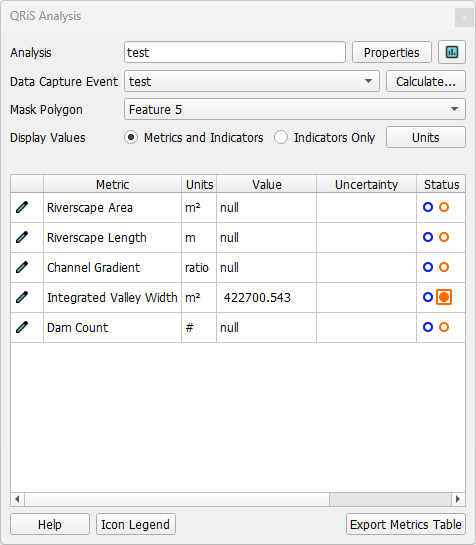 QRiS Analysis
x
Analysis test Properties
Data Capture Event test Calculate...
Mask Polygon Feature 5
Display Values Metrics and Indicators Indicators Only Units
Metric Units Value Uncertainty Status
Riverscape Area m² null
Riverscape Length m null
Channel Gradient ratio null
Integrated Valley Width m² 422700.543
Dam Count # null
Help Icon Legend Export Metrics Table